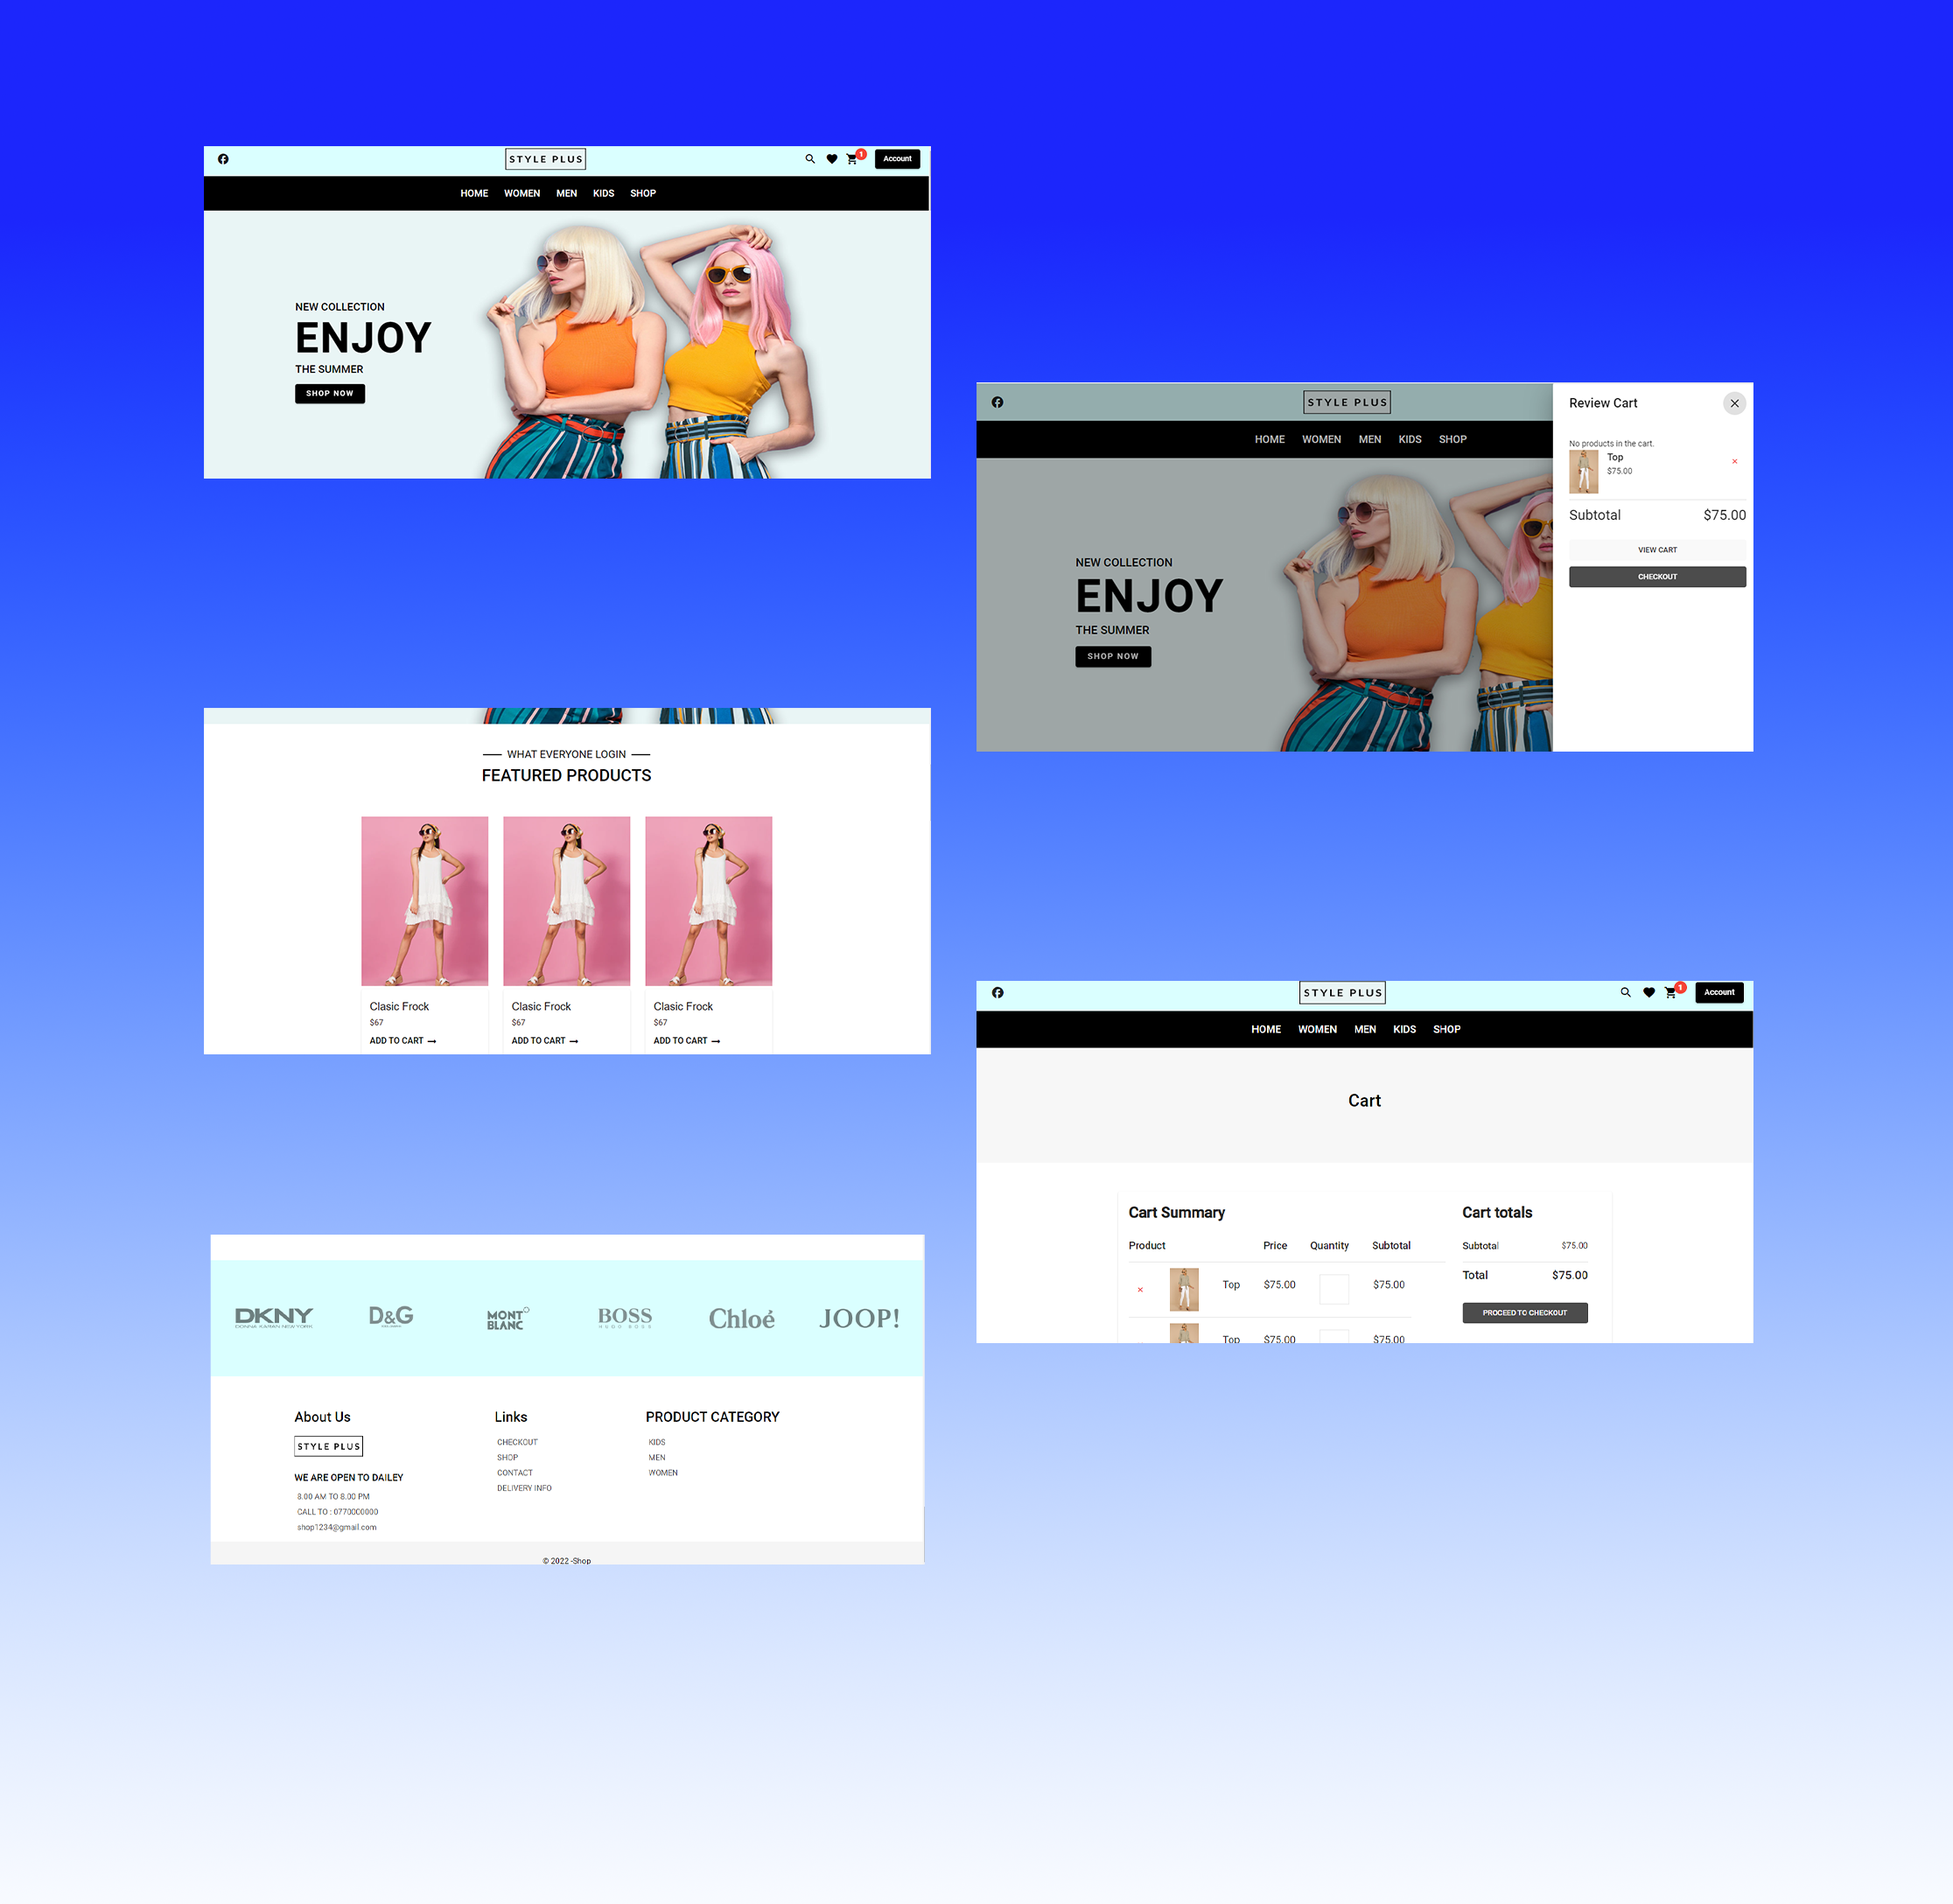 STYLE PLUS
1
Account
HOME WOMEN MEN KIDS SHOP
NEW COLLECTION
ENJOY
THE SUMMER
SHOP NOW
WHAT EVERYONE LOGIN
FEATURED PRODUCTS
Clasic Frock Clasic Frock Clasic Frock
$67 $67 $67
ADD TO CART ADD TO CART ADD TO CART
DKNY D&G MONT BLANC BOSS Chloé JOOP!
DONNA KARAN NEW YORK HUGO BOSS
About Us Links PRODUCT CATEGORY
STYLE PLUS
CHECKOUT KIDS
SHOP MEN
CONTACT WOMEN
WE ARE OPEN TO DAILEY
DELIVERY INFO
8.00 AM TO 8.00 PM
CALL TO : 0770000000
shop1234@gmail.com
© 2022 -Shop
STYLE PLUS
HOME WOMEN MEN KIDS SHOP
NEW COLLECTION
ENJOY
THE SUMMER
SHOP NOW
Review Cart
No products in the cart.
Top
$75.00
Subtotal $75.00
VIEW CART
CHECKOUT
STYLE PLUS
1
Account
HOME WOMEN MEN KIDS SHOP
Cart
Cart Summary Cart totals
Product Price Quantity Subtotal
Subtotal $75.00
Top $75.00 $75.00
Total $75.00
PROCEED TO CHECKOUT
Top $75.00 $75.00